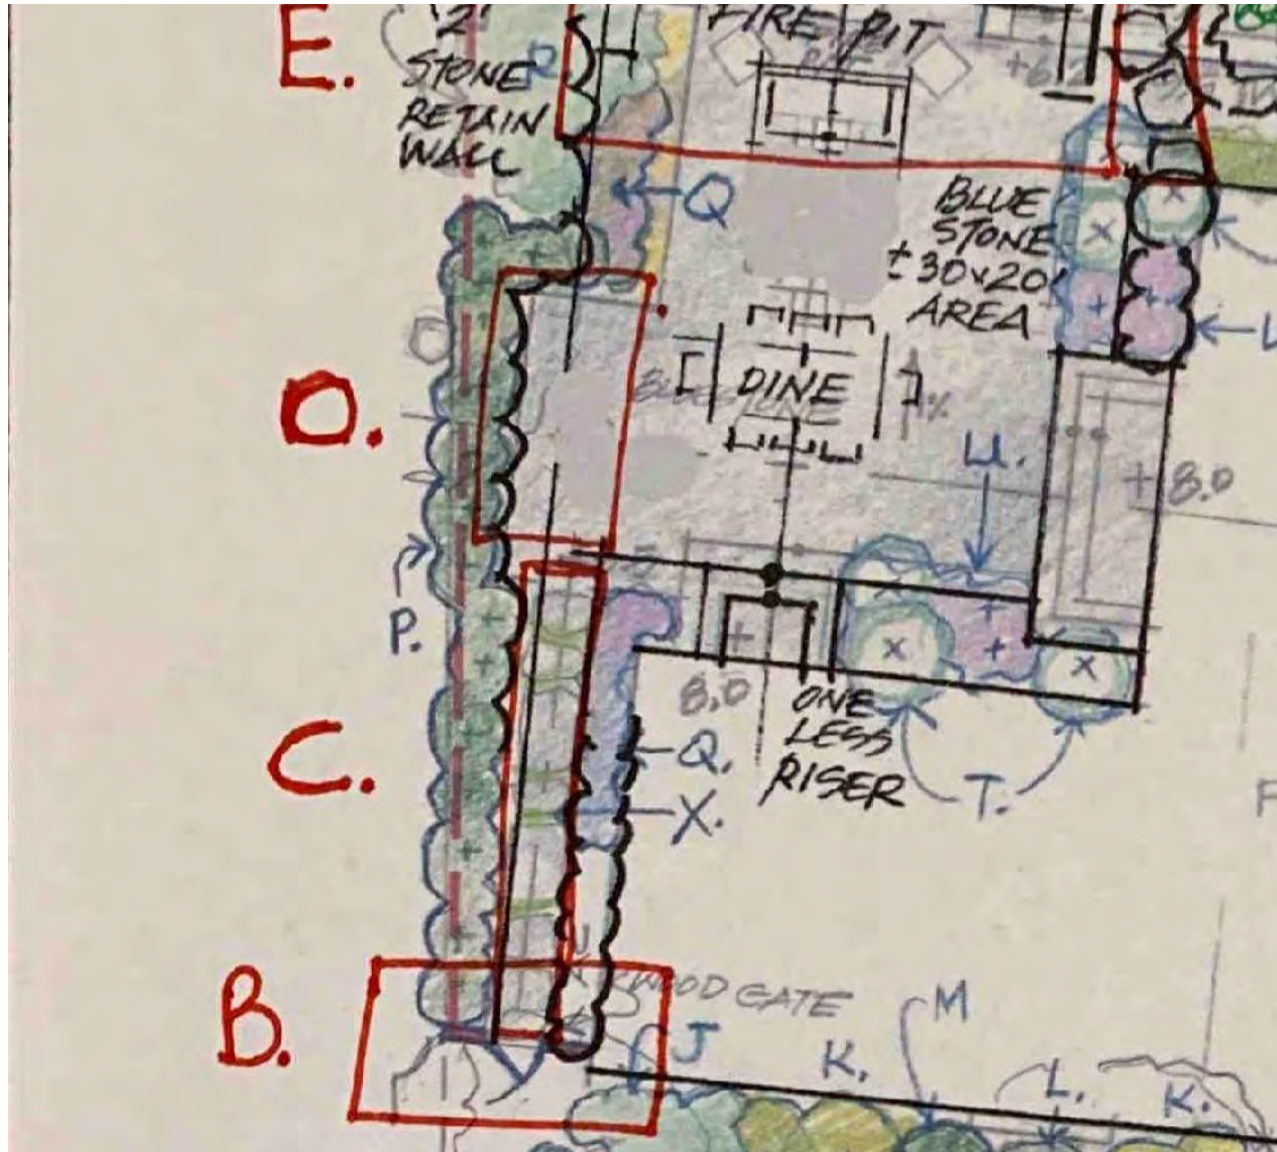 E.
2'
STONE
RETAIN
WALL
FIRE PIT
R
Q
BLUE
STONE
±30x20'
AREA
O.
DINE
U.
+8.0
P.
8.0
ONE
LESS
RISER
T.
C.
Q.
X.
B.
WOOD GATE
J
M
K.
L.
K.